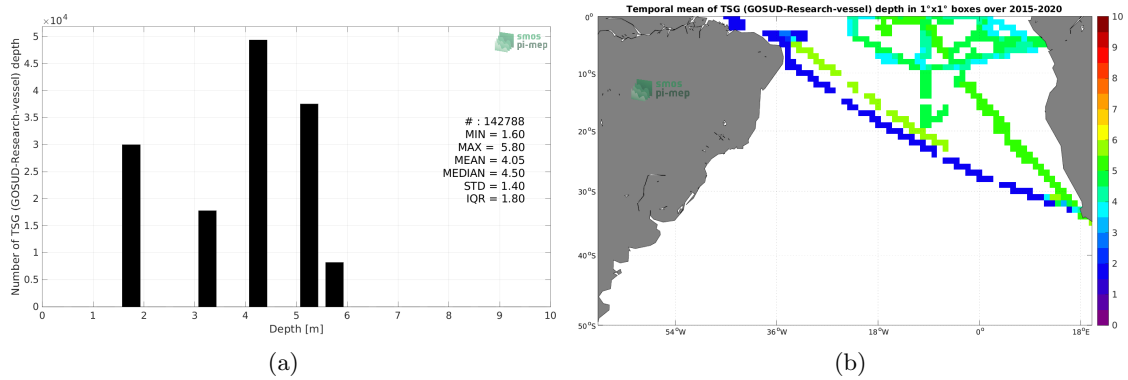 ×10⁴
Number of TSG (GOSUD-Research-vessel) depth
5
4.5
4
3.5
3
2.5
2
1.5
1
0.5
0
0 1 2 3 4 5 6 7 8 9 10
Depth [m]
smos
pi-mep
# : 142788
MIN = 1.60
MAX = 5.80
MEAN = 4.05
MEDIAN = 4.50
STD = 1.40
IQR = 1.80
(a)
Temporal mean of TSG (GOSUD-Research-vessel) depth in 1°x1° boxes over 2015-2020
0°
10°S
20°S
30°S
40°S
50°S
54°W 36°W 18°W 0° 18°E
smos
pi-mep
10
9
8
7
6
5
4
3
2
1
0
(b)